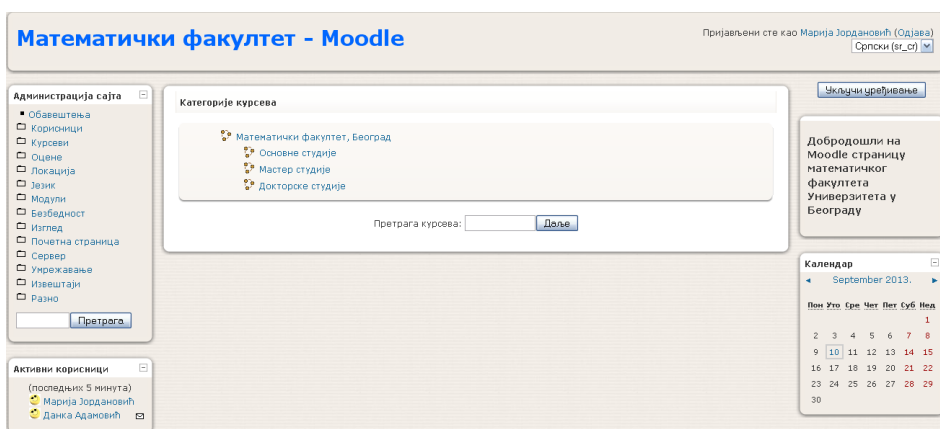 Математички факултет - Moodle
Пријављени сте као Марија Јордановић (Одјава)
Српски (sr_cr)
Администрација сајта
Обавештења
Корисници
Курсеви
Оцене
Локација
Језик
Модули
Безбедност
Изглед
Почетна страница
Сервер
Умрежавање
Извештаји
Разно
Претрага
Активни корисници
(последњих 5 минута)
Марија Јордановић
Данка Адамовић
Категорије курсева
Математички факултет, Београд
Основне студије
Мастер студије
Докторске студије
Претрага курсева:
Даље
Укључи уређивање
Добродошли на
Moodle страницу
математичког
факултета
Универзитета у
Београду
Календар
◄ September 2013. ►
Пон Уто Сре Чет Пет Суб Нед
1
2 3 4 5 6 7 8
9 10 11 12 13 14 15
16 17 18 19 20 21 22
23 24 25 26 27 28 29
30